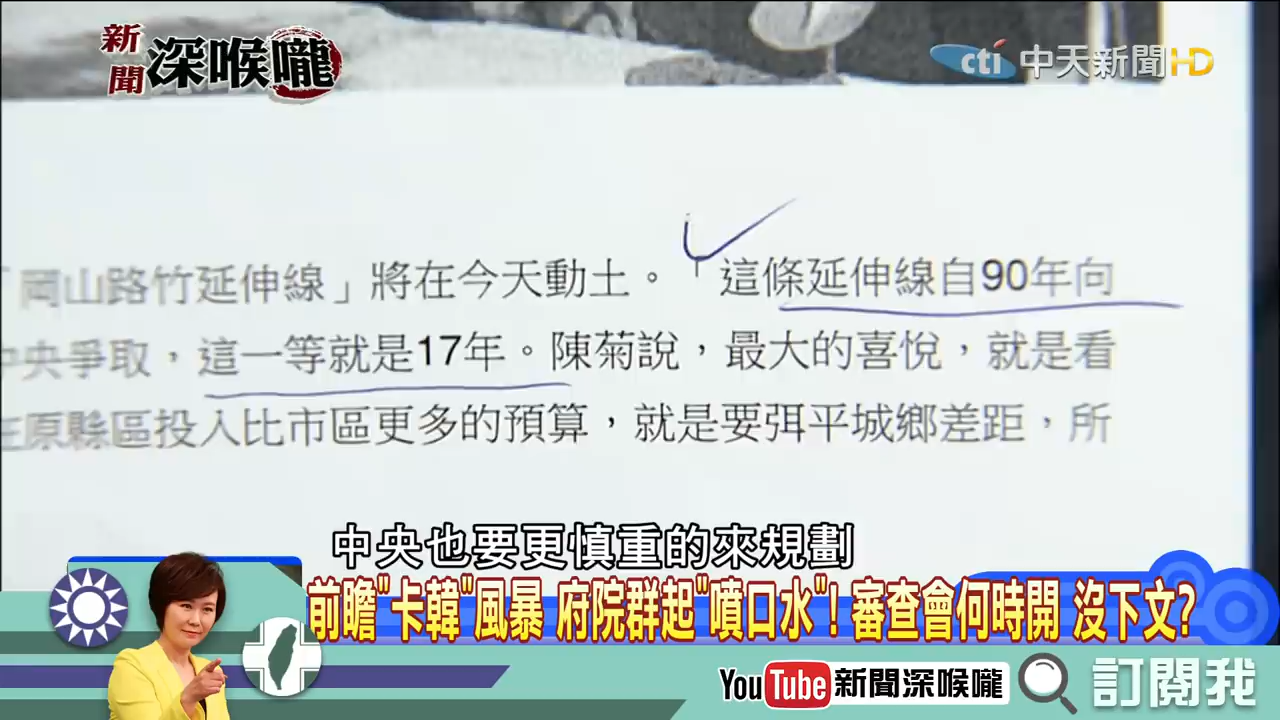 新聞深喉嚨
cti 中天新聞HD
「岡山路竹延伸線」將在今天動土。 這條延伸線自90年向
中央爭取，這一等就是17年。陳菊說，最大的喜悅，就是看
在原縣區投入比市區更多的預算，就是要弭平城鄉差距，所
中央也要更慎重的來規劃
前瞻"卡韓"風暴 府院群起"噴口水"! 審查會何時開 沒下文?
YouTube 新聞深喉嚨 訂閱我